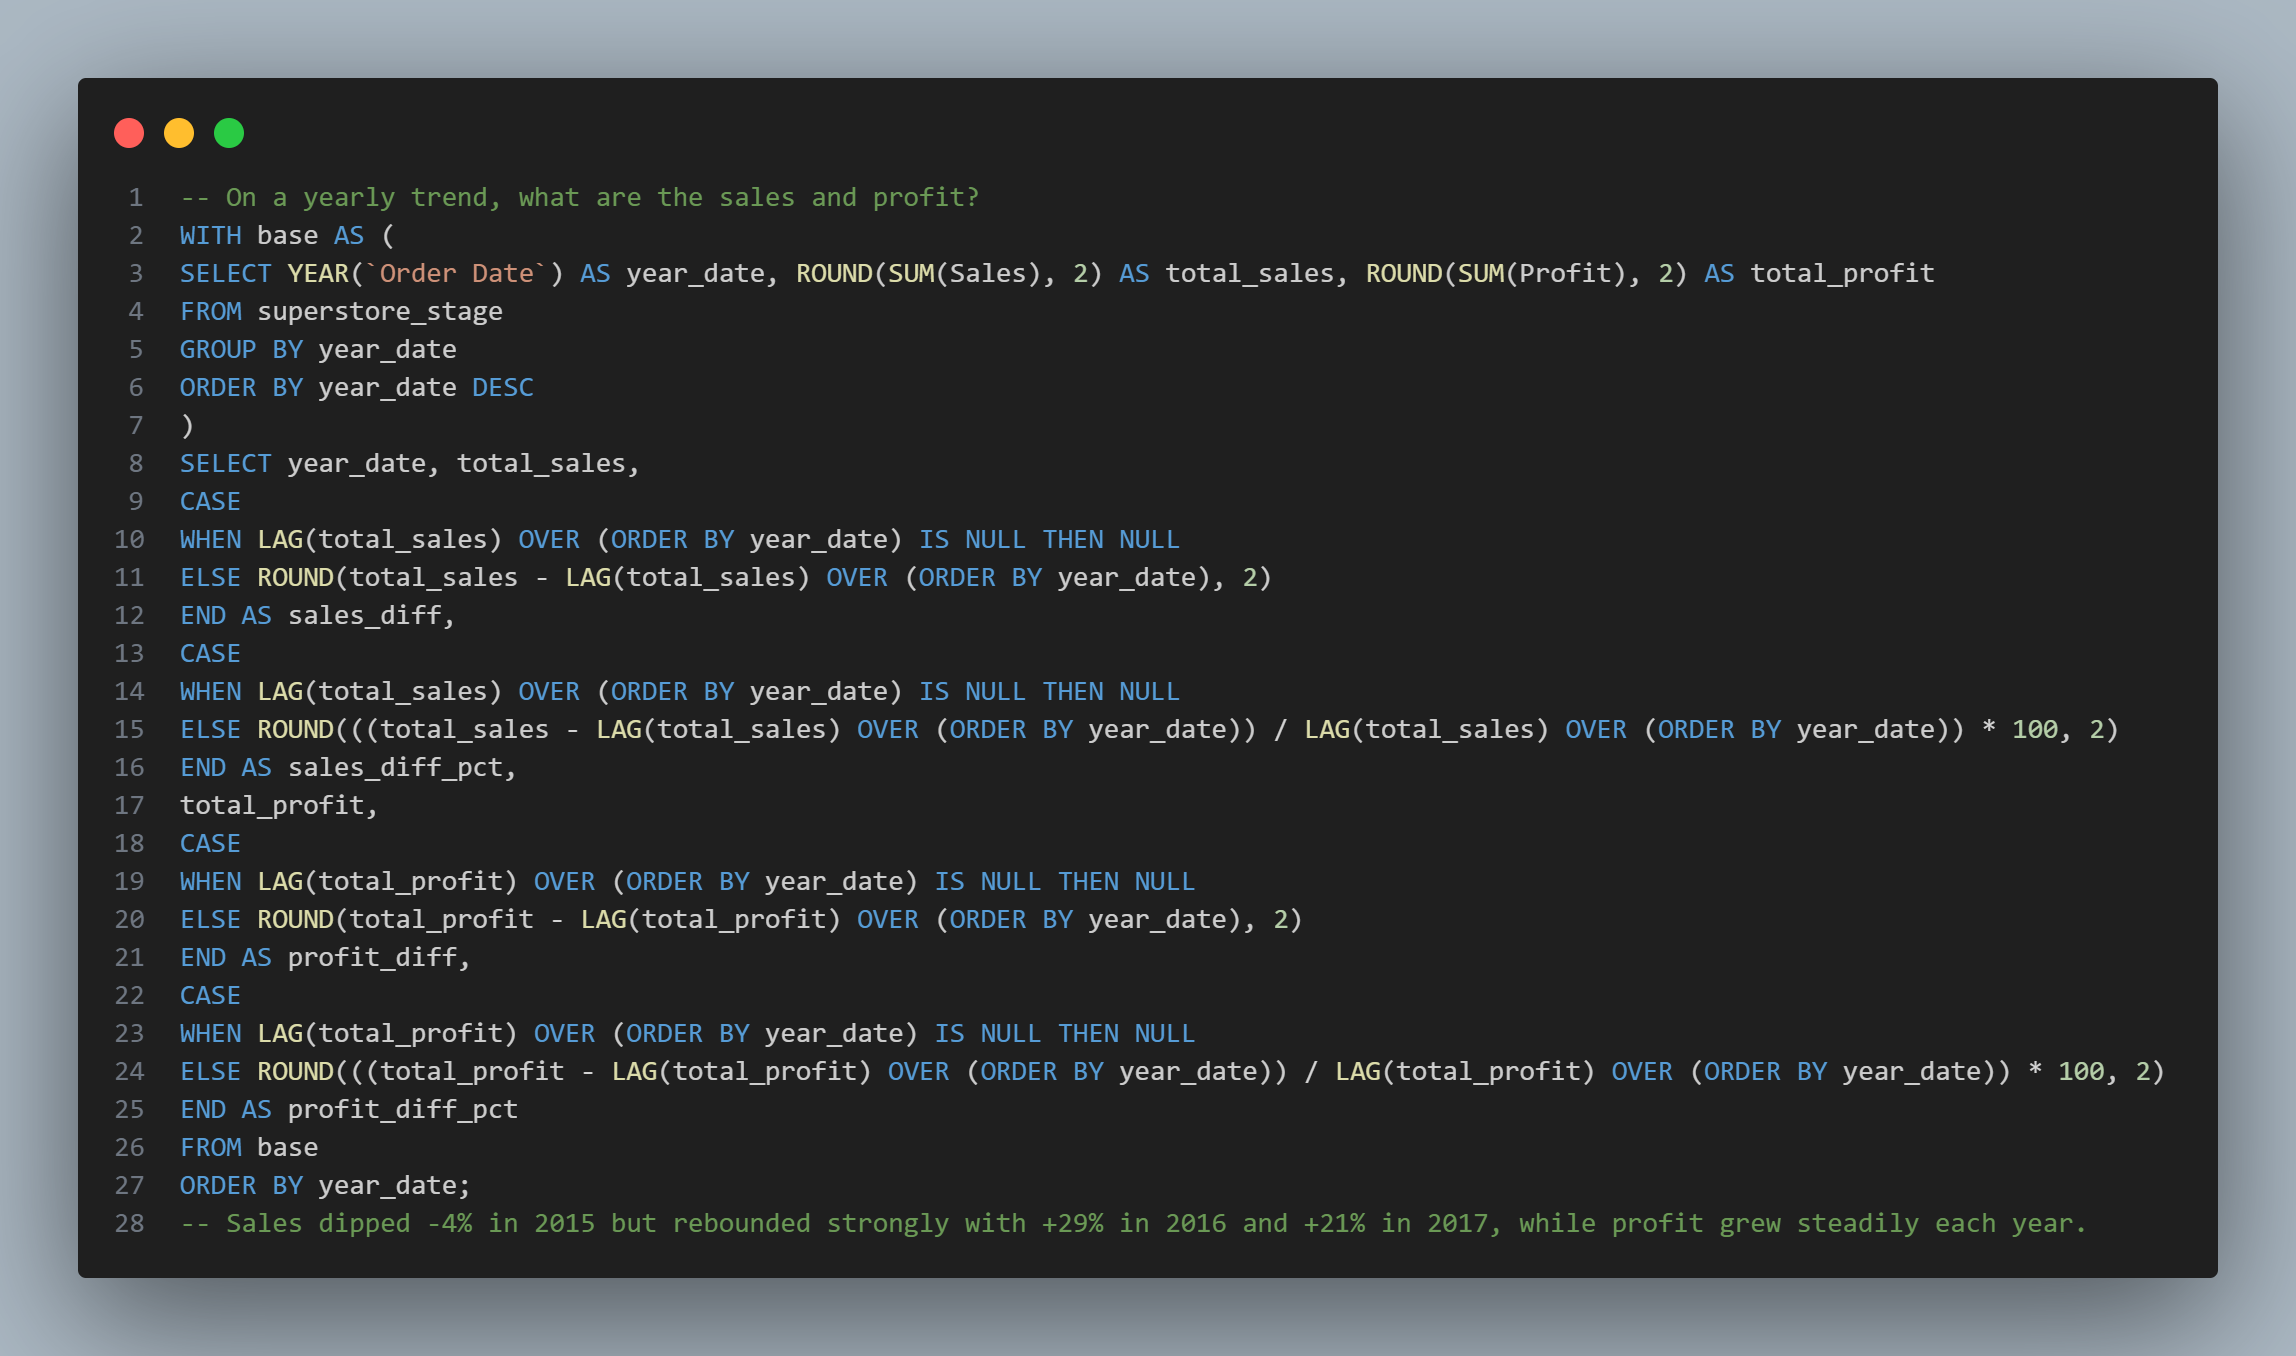 1 -- On a yearly trend, what are the sales and profit?
2 WITH base AS (
3 SELECT YEAR(`Order Date`) AS year_date, ROUND(SUM(Sales), 2) AS total_sales, ROUND(SUM(Profit), 2) AS total_profit
4 FROM superstore_stage
5 GROUP BY year_date
6 ORDER BY year_date DESC
7 )
8 SELECT year_date, total_sales,
9 CASE
10 WHEN LAG(total_sales) OVER (ORDER BY year_date) IS NULL THEN NULL
11 ELSE ROUND(total_sales - LAG(total_sales) OVER (ORDER BY year_date), 2)
12 END AS sales_diff,
13 CASE
14 WHEN LAG(total_sales) OVER (ORDER BY year_date) IS NULL THEN NULL
15 ELSE ROUND(((total_sales - LAG(total_sales) OVER (ORDER BY year_date)) / LAG(total_sales) OVER (ORDER BY year_date)) * 100, 2)
16 END AS sales_diff_pct,
17 total_profit,
18 CASE
19 WHEN LAG(total_profit) OVER (ORDER BY year_date) IS NULL THEN NULL
20 ELSE ROUND(total_profit - LAG(total_profit) OVER (ORDER BY year_date), 2)
21 END AS profit_diff,
22 CASE
23 WHEN LAG(total_profit) OVER (ORDER BY year_date) IS NULL THEN NULL
24 ELSE ROUND(((total_profit - LAG(total_profit) OVER (ORDER BY year_date)) / LAG(total_profit) OVER (ORDER BY year_date)) * 100, 2)
25 END AS profit_diff_pct
26 FROM base
27 ORDER BY year_date;
28 -- Sales dipped -4% in 2015 but rebounded strongly with +29% in 2016 and +21% in 2017, while profit grew steadily each year.